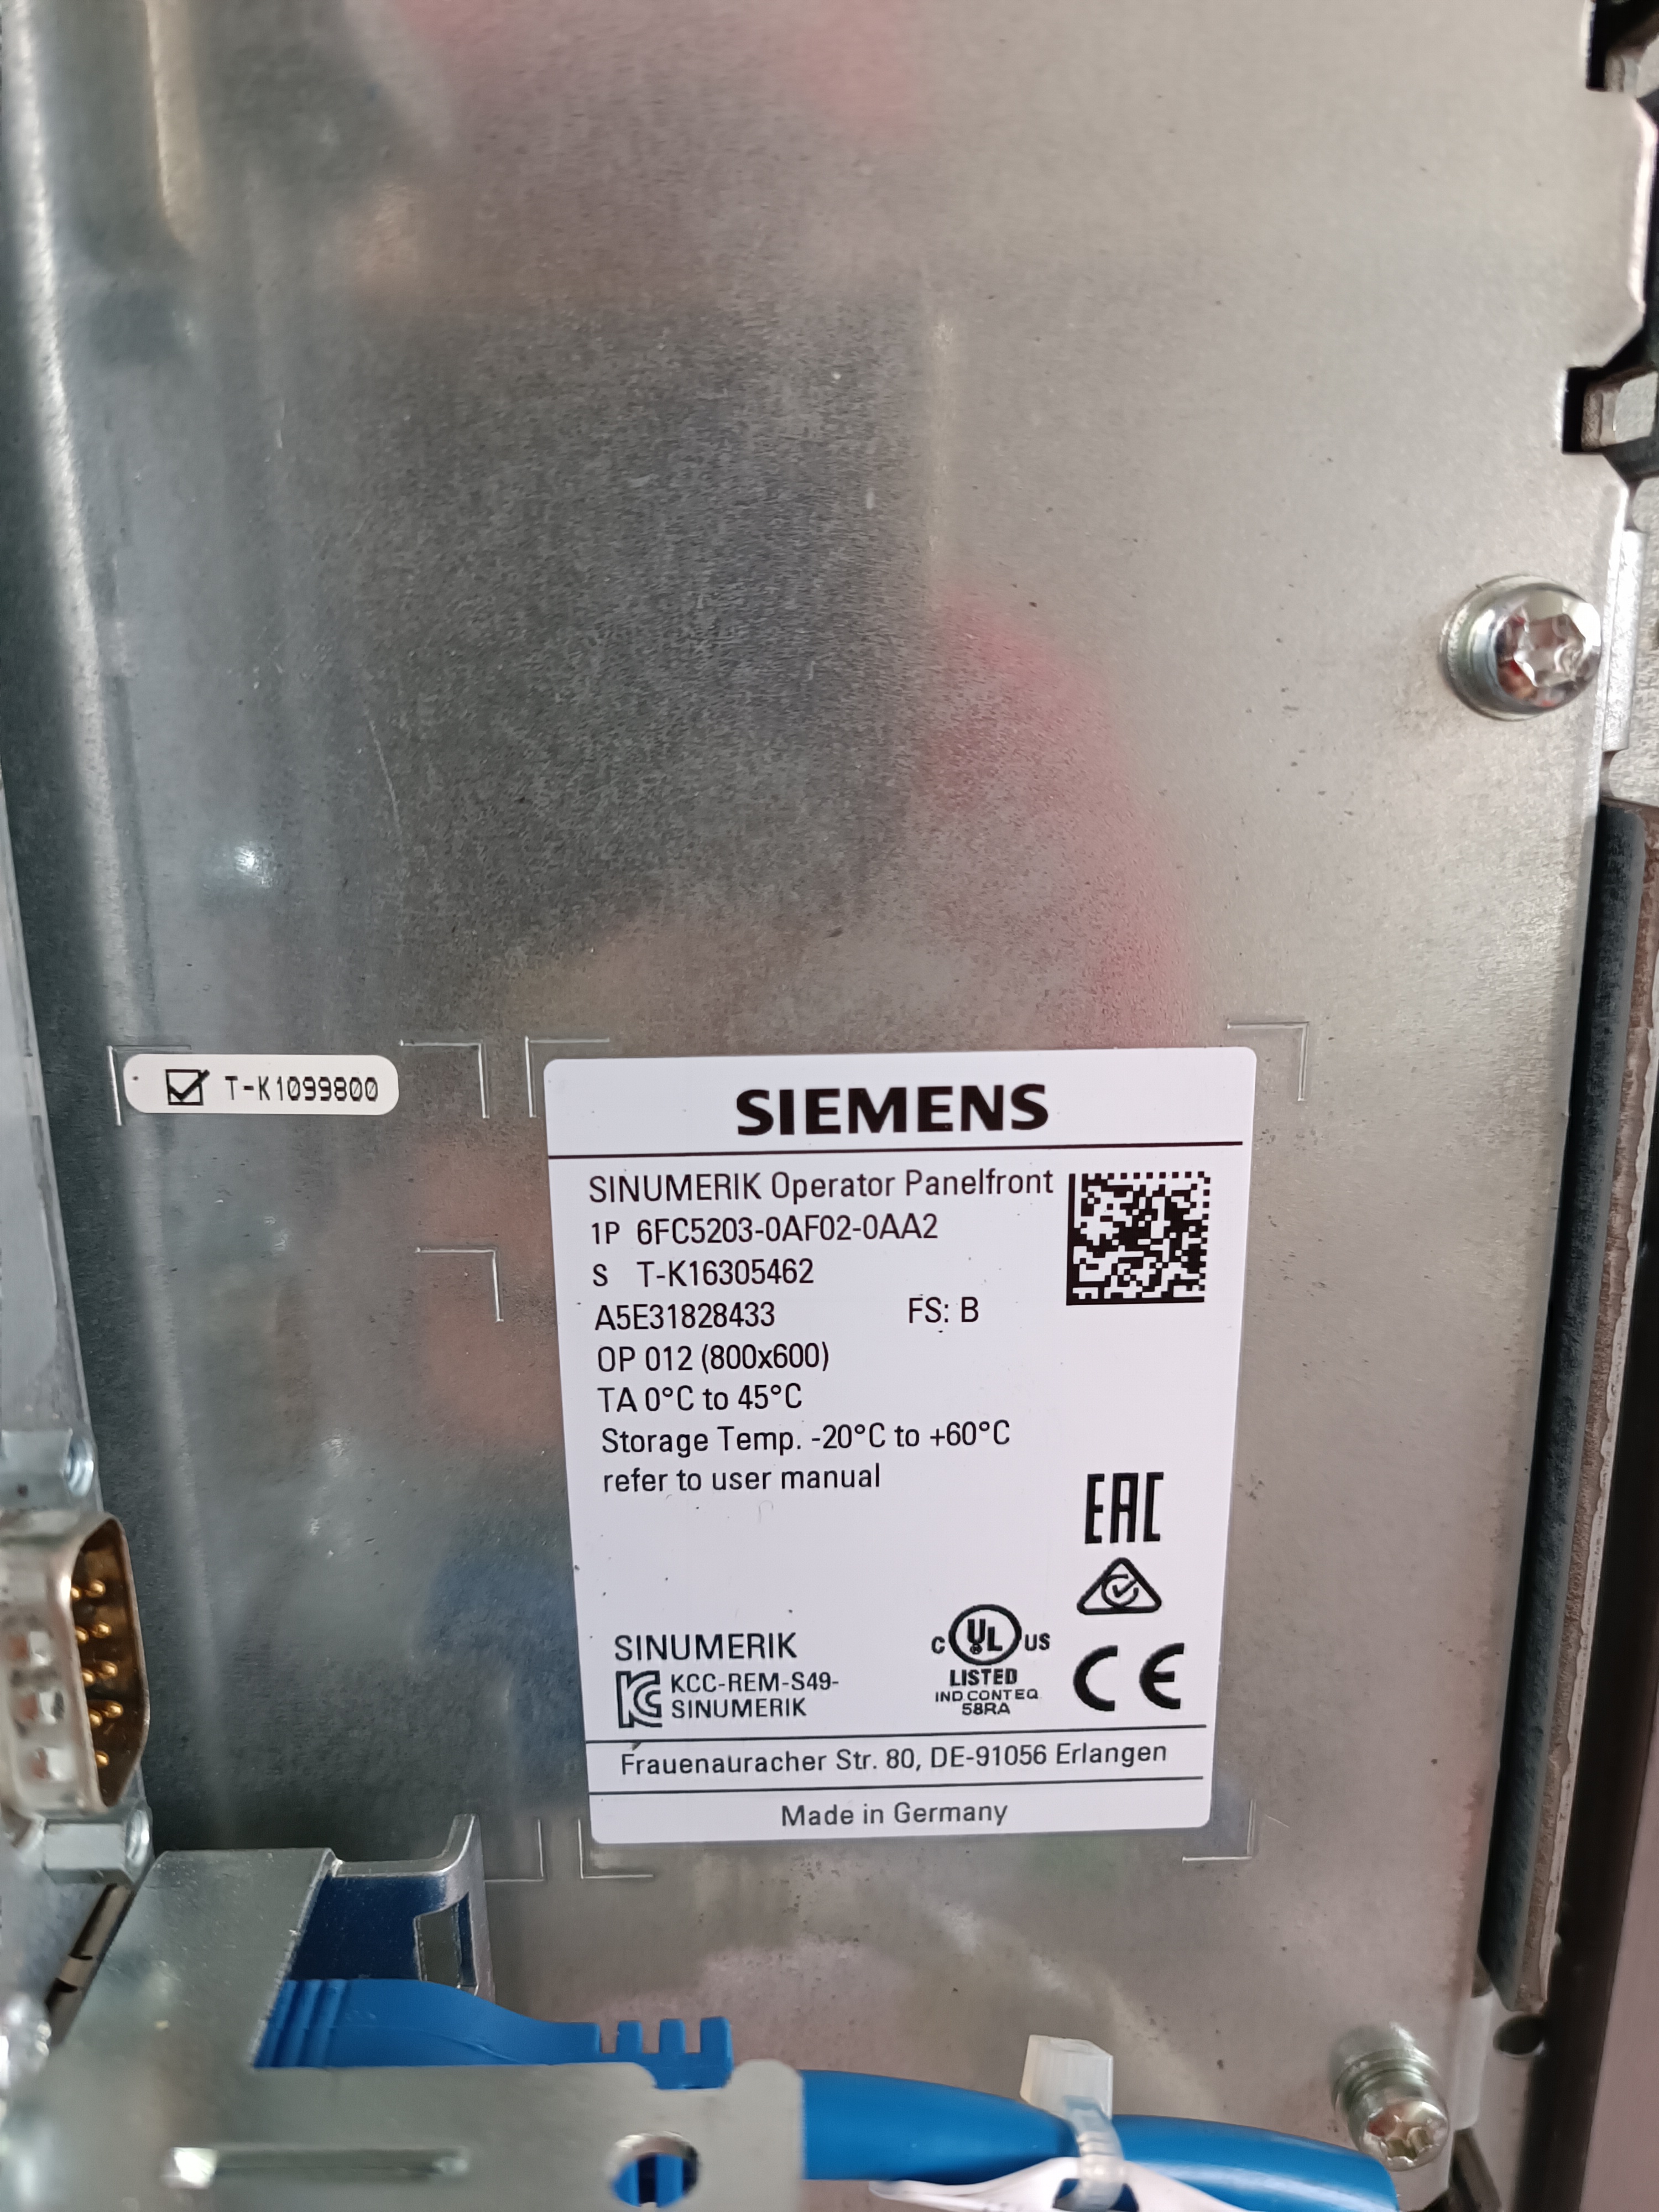 T-K1099800
SIEMENS
SINUMERIK Operator Panelfront
1P 6FC5203-0AF02-0AA2
S T-K16305462
A5E31828433 FS: B
OP 012 (800x600)
TA 0°C to 45°C
Storage Temp. -20°C to +60°C
refer to user manual
EAC
SINUMERIK
KCC-REM-S49-
SINUMERIK
C UL US
LISTED
IND.CONT.EQ.
58RA
CE
Frauenauracher Str. 80, DE-91056 Erlangen
Made in Germany